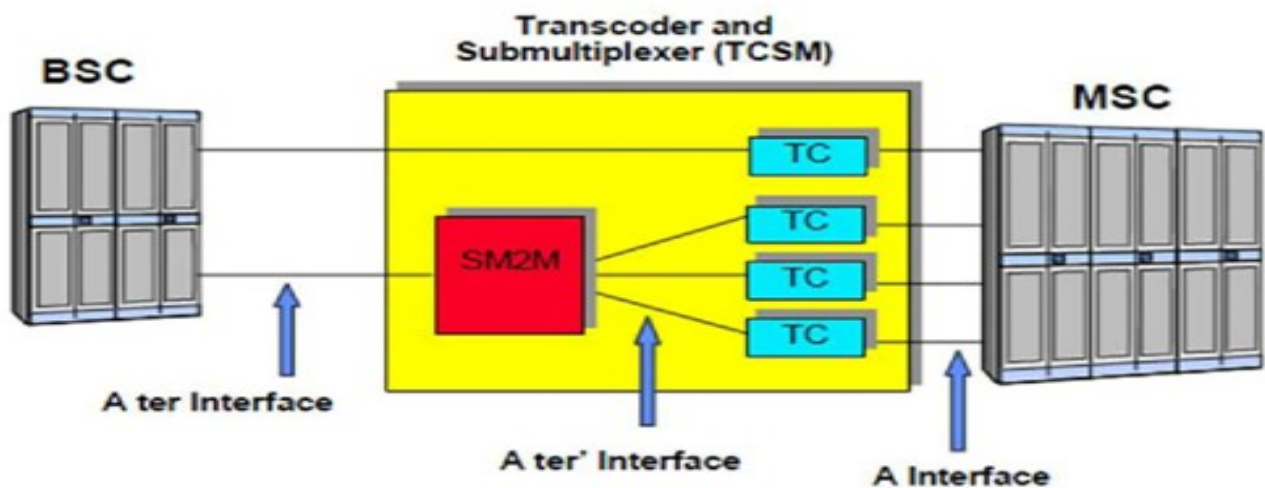 Transcoder and
Submultiplexer (TCSM)
BSC
MSC
TC
TC
SM2M
TC
TC
A ter Interface
A ter' Interface
A Interface